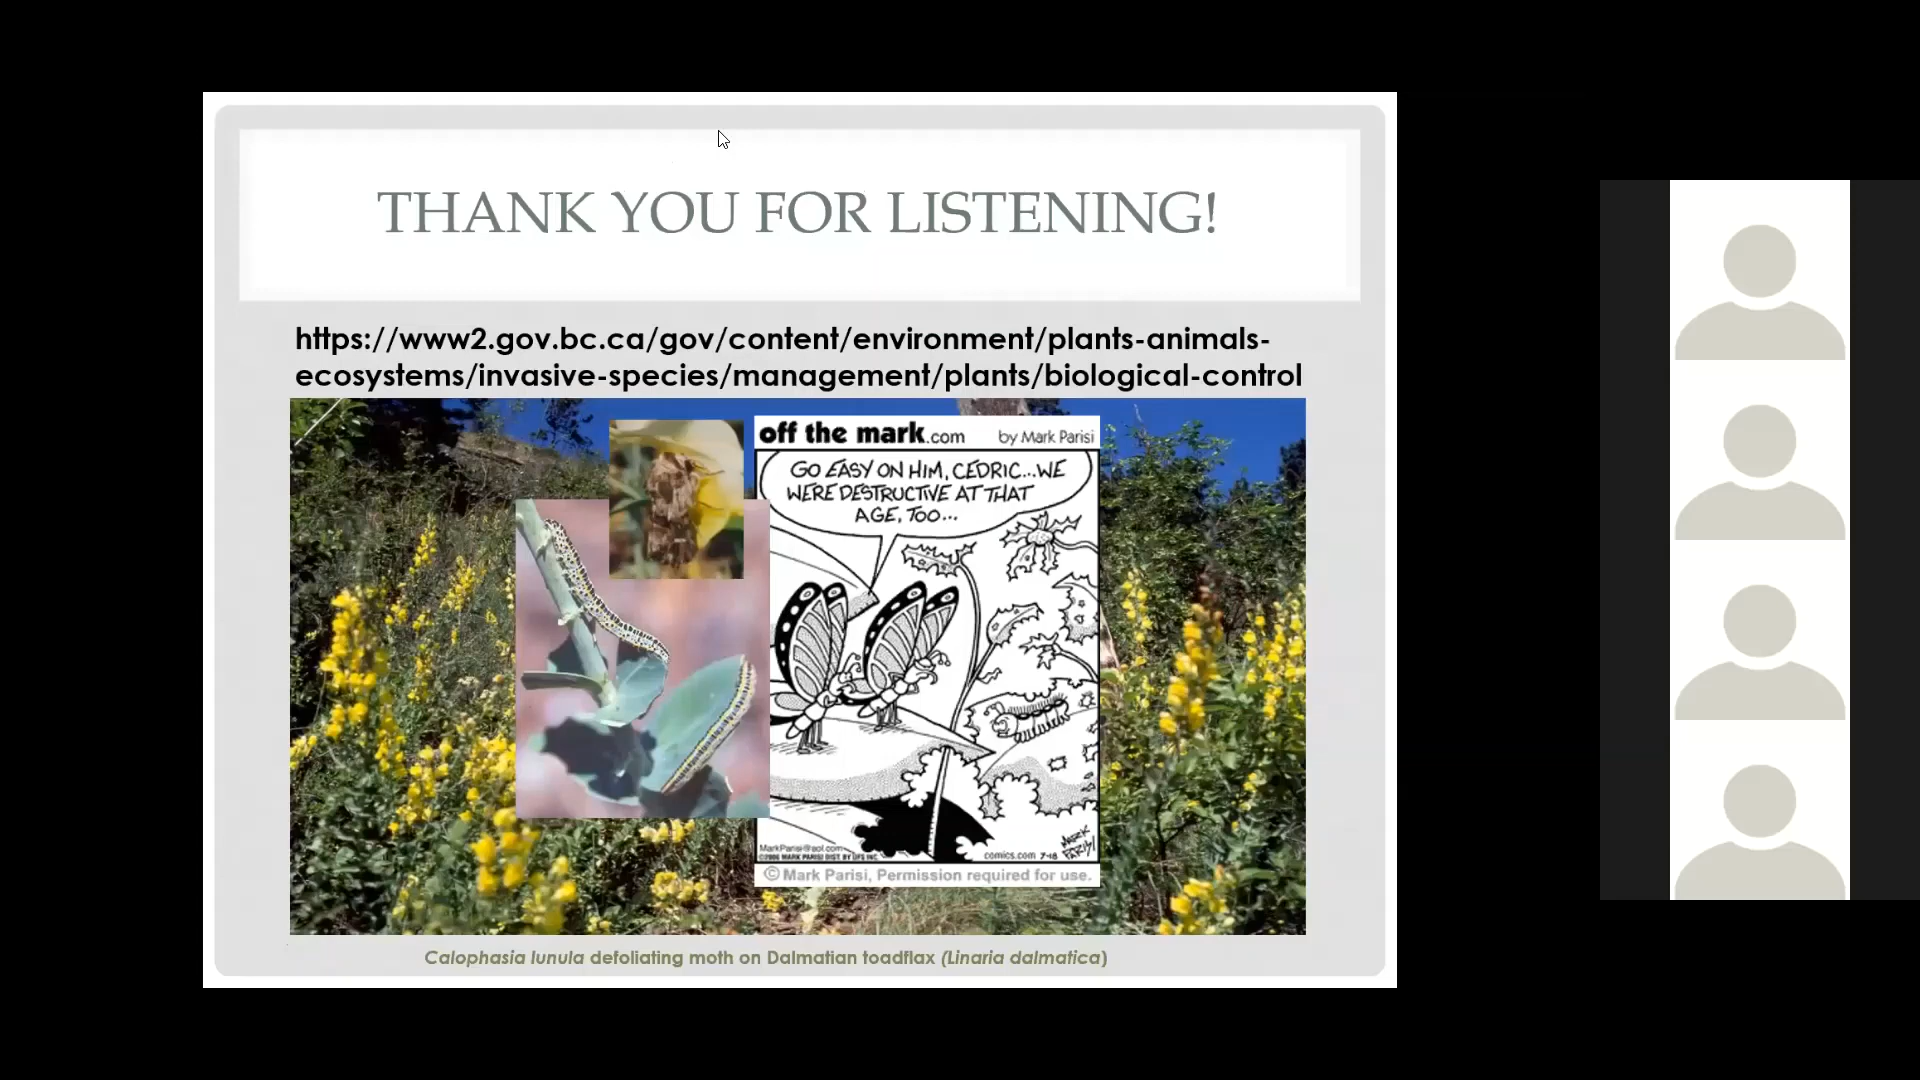 THANK YOU FOR LISTENING!
https://www2.gov.bc.ca/gov/content/environment/plants-animals-
ecosystems/invasive-species/management/plants/biological-control
off the mark.com by Mark Parisi
GO EASY ON HIM, CEDRIC...WE
WERE DESTRUCTIVE AT THAT
AGE, TOO...
MARK
PARISI
MarkParisi@aol.com
©2006 MARK PARISI DIST. BY UFS INC. comics.com 7-18
© Mark Parisi, Permission required for use.
Calophasia lunula defoliating moth on Dalmatian toadflax (Linaria dalmatica)